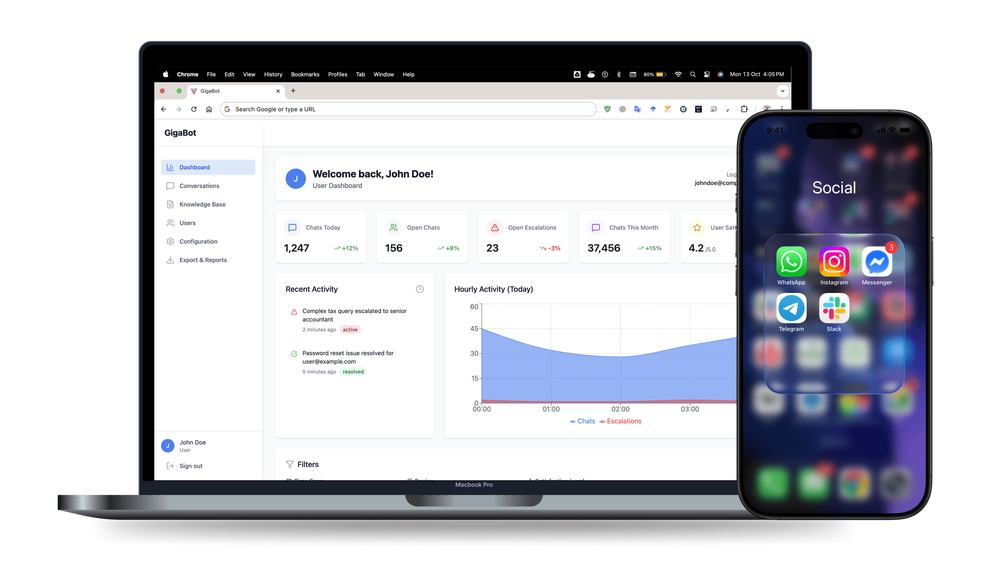 Chrome File Edit View History Bookmarks Profiles Tab Window Help
80%
Mon 13 Oct 4:05 PM
GigaBot
Search Google or type a URL
GigaBot
Dashboard
Conversations
Knowledge Base
Users
Configuration
Export & Reports
John Doe
User
Sign out
J
J
Welcome back, John Doe!
User Dashboard
Log
johndoe@comp
Chats Today
1,247
+12%
Open Chats
156
+8%
Open Escalations
23
-3%
Chats This Month
37,456
+15%
User Sat
4.2 /5.0
Recent Activity
Complex tax query escalated to senior
accountant
2 minutes ago active
Password reset issue resolved for
user@example.com
5 minutes ago resolved
Hourly Activity (Today)
60
45
30
15
0
00:00 01:00 02:00 03:00
Chats Escalations
Filters
Macbook Pro
9:41
Social
3
WhatsApp Instagram Messenger
Telegram Slack